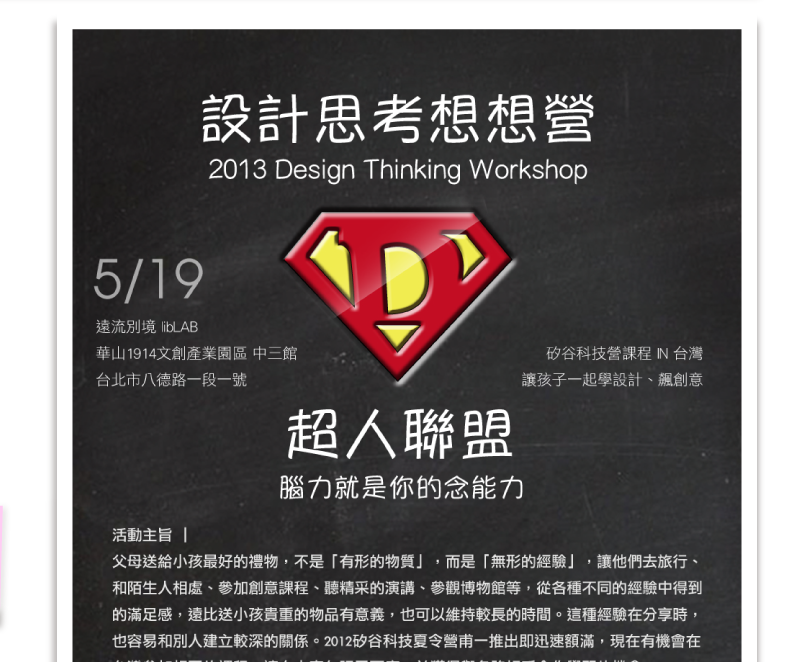 設計思考想想營
2013 Design Thinking Workshop
D
5/19
遠流別境 libLAB
華山1914文創產業園區 中三館
台北市八德路一段一號
矽谷科技營課程 IN 台灣
讓孩子一起學設計、飆創意
超人聯盟
腦力就是你的念能力
活動主旨 |
父母送給小孩最好的禮物，不是「有形的物質」，而是「無形的經驗」，讓他們去旅行、
和陌生人相處、參加創意課程、聽精采的演講、參觀博物館等，從各種不同的經驗中得到
的滿足感，遠比送小孩貴重的物品有意義，也可以維持較長的時間。這種經驗在分享時，
也容易和別人建立較深的關係。2012矽谷科技夏令營甫一推出即迅速額滿，現在有機會在